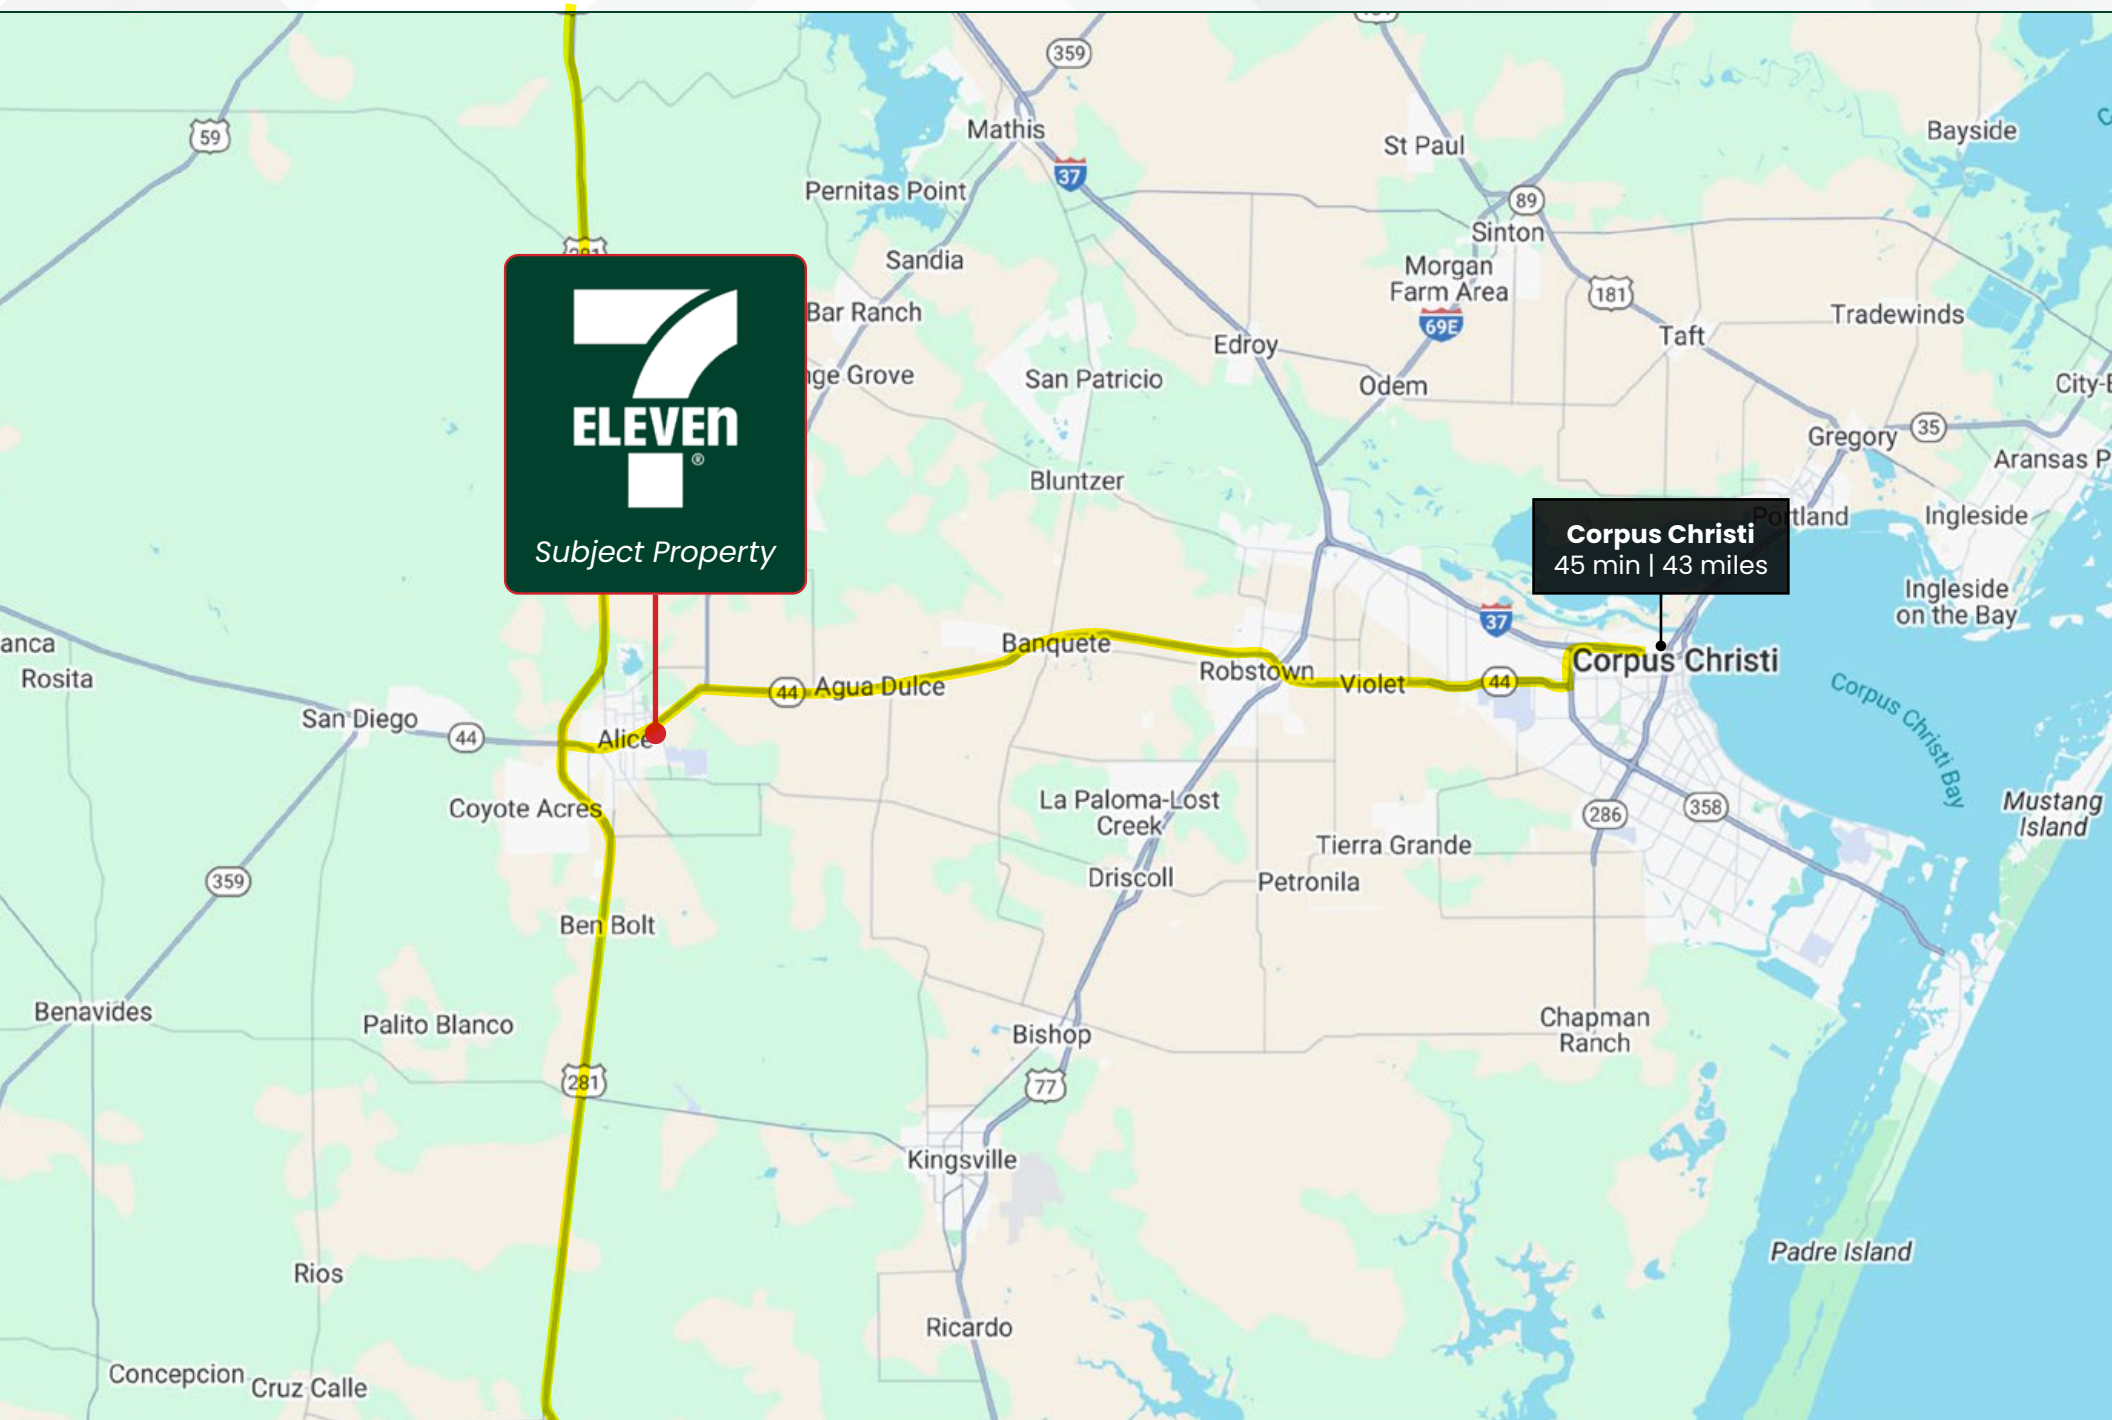 359
59
Mathis
Bayside
St Paul
37
Pernitas Point
89
Sinton
281
Sandia
Morgan
Farm Area
181
Bar Ranch
69E
Tradewinds
Taft
Edroy
nge Grove
San Patricio
Odem
City-
7
ELEVEn
®
Subject Property
Gregory
35
Aransas P
Bluntzer
Portland
Ingleside
Corpus Christi
45 min | 43 miles
Ingleside
on the Bay
37
anca
Rosita
Banquete
Robstown
Violet
44
Corpus Christi
44
Agua Dulce
Corpus Christi Bay
San Diego
44
Alice
Coyote Acres
La Paloma-Lost
Creek
286
358
Mustang
Island
Tierra Grande
359
Driscoll
Petronila
Ben Bolt
Benavides
Palito Blanco
Bishop
Chapman
Ranch
281
77
Kingsville
Padre Island
Rios
Ricardo
Concepcion
Cruz Calle